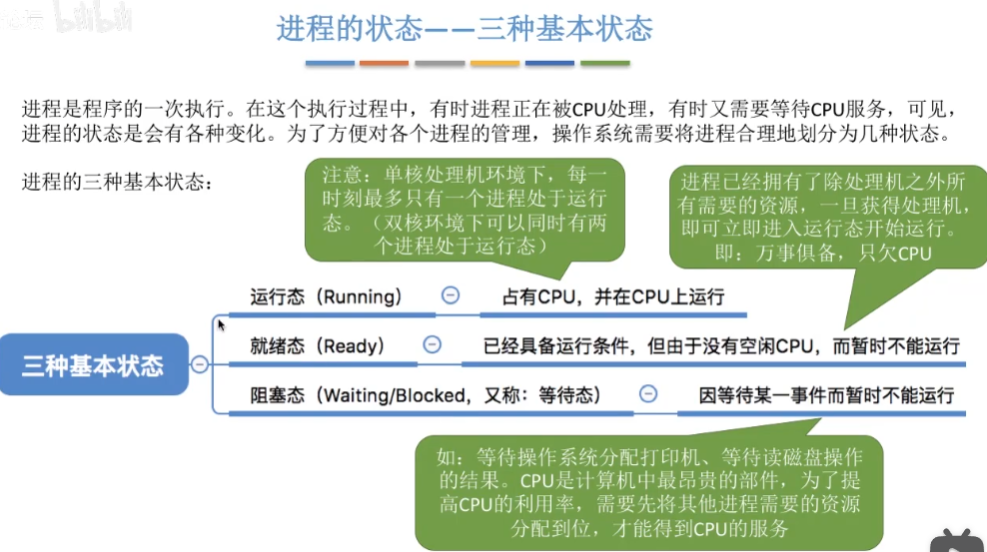 bilibili
进程的状态——三种基本状态
进程是程序的一次执行。在这个执行过程中，有时进程正在被CPU处理，有时又需要等待CPU服务，可见，
进程的状态是会有各种变化。为了方便对各个进程的管理，操作系统需要将进程合理地划分为几种状态。
进程的三种基本状态：
注意：单核处理机环境下，每一
时刻最多只有一个进程处于运行
态。（双核环境下可以同时有两
个进程处于运行态）
进程已经拥有了除处理机之外所
有需要的资源，一旦获得处理机，
即可立即进入运行态开始运行。
即：万事俱备，只欠CPU
运行态（Running）
占有CPU，并在CPU上运行
三种基本状态
就绪态（Ready）
已经具备运行条件，但由于没有空闲CPU，而暂时不能运行
阻塞态（Waiting/Blocked，又称：等待态）
因等待某一事件而暂时不能运行
如：等待操作系统分配打印机、等待读磁盘操作
的结果。CPU是计算机中最昂贵的部件，为了提
高CPU的利用率，需要先将其他进程需要的资源
分配到位，才能得到CPU的服务